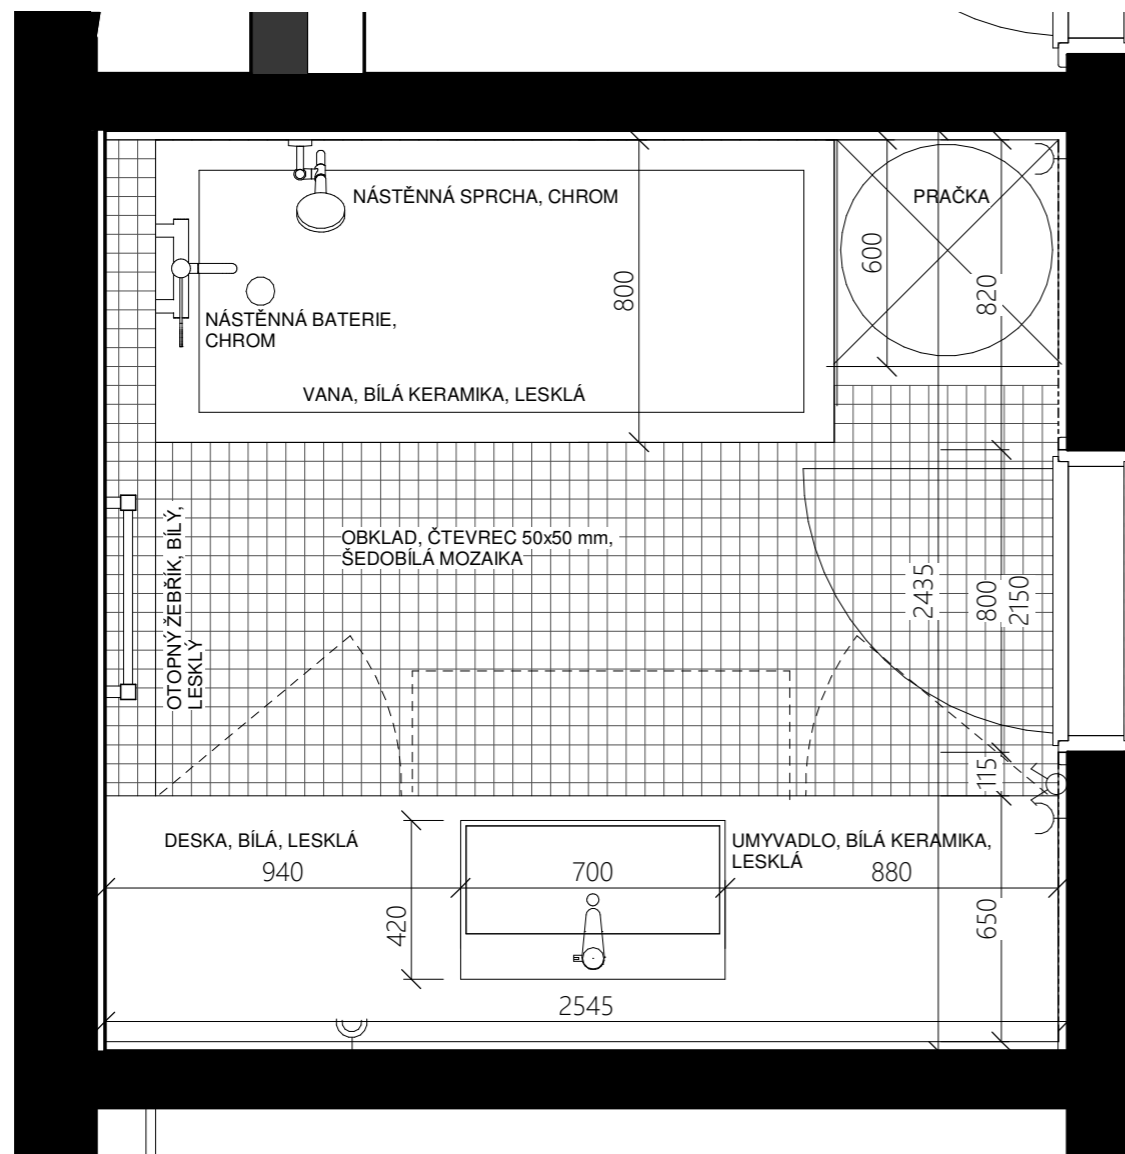 NÁSTĚNNÁ SPRCHA, CHROM
PRAČKA
600
820
800
NÁSTĚNNÁ BATERIE,
CHROM
VANA, BÍLÁ KERAMIKA, LESKLÁ
OTOPNÝ ŽEBŘÍK, BÍLÝ,
LESKLÝ
OBKLAD, ČTEVREC 50x50 mm,
ŠEDOBÍLÁ MOZAIKA
2435
800
2150
115
DESKA, BÍLÁ, LESKLÁ
UMYVADLO, BÍLÁ KERAMIKA,
LESKLÁ
940
700
880
420
650
2545